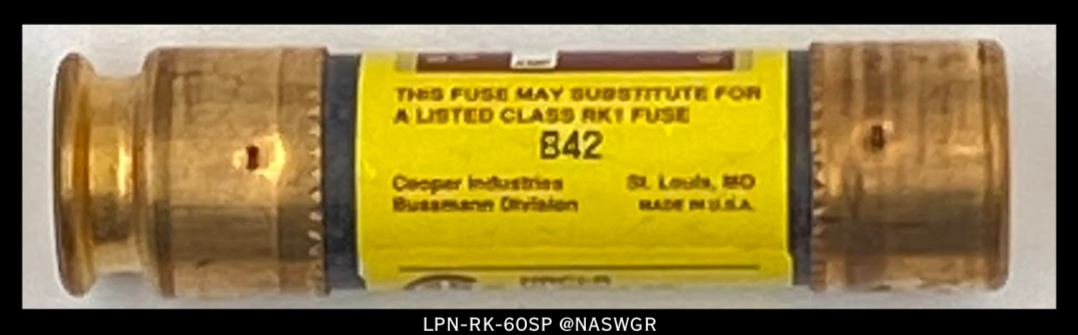 THIS FUSE MAY SUBSTITUTE FOR
A LISTED CLASS RK1 FUSE
B42
Cooper Industries St. Louis, MO
Bussmann Division MADE IN U.S.A.
LPN-RK-60SP @NASWGR